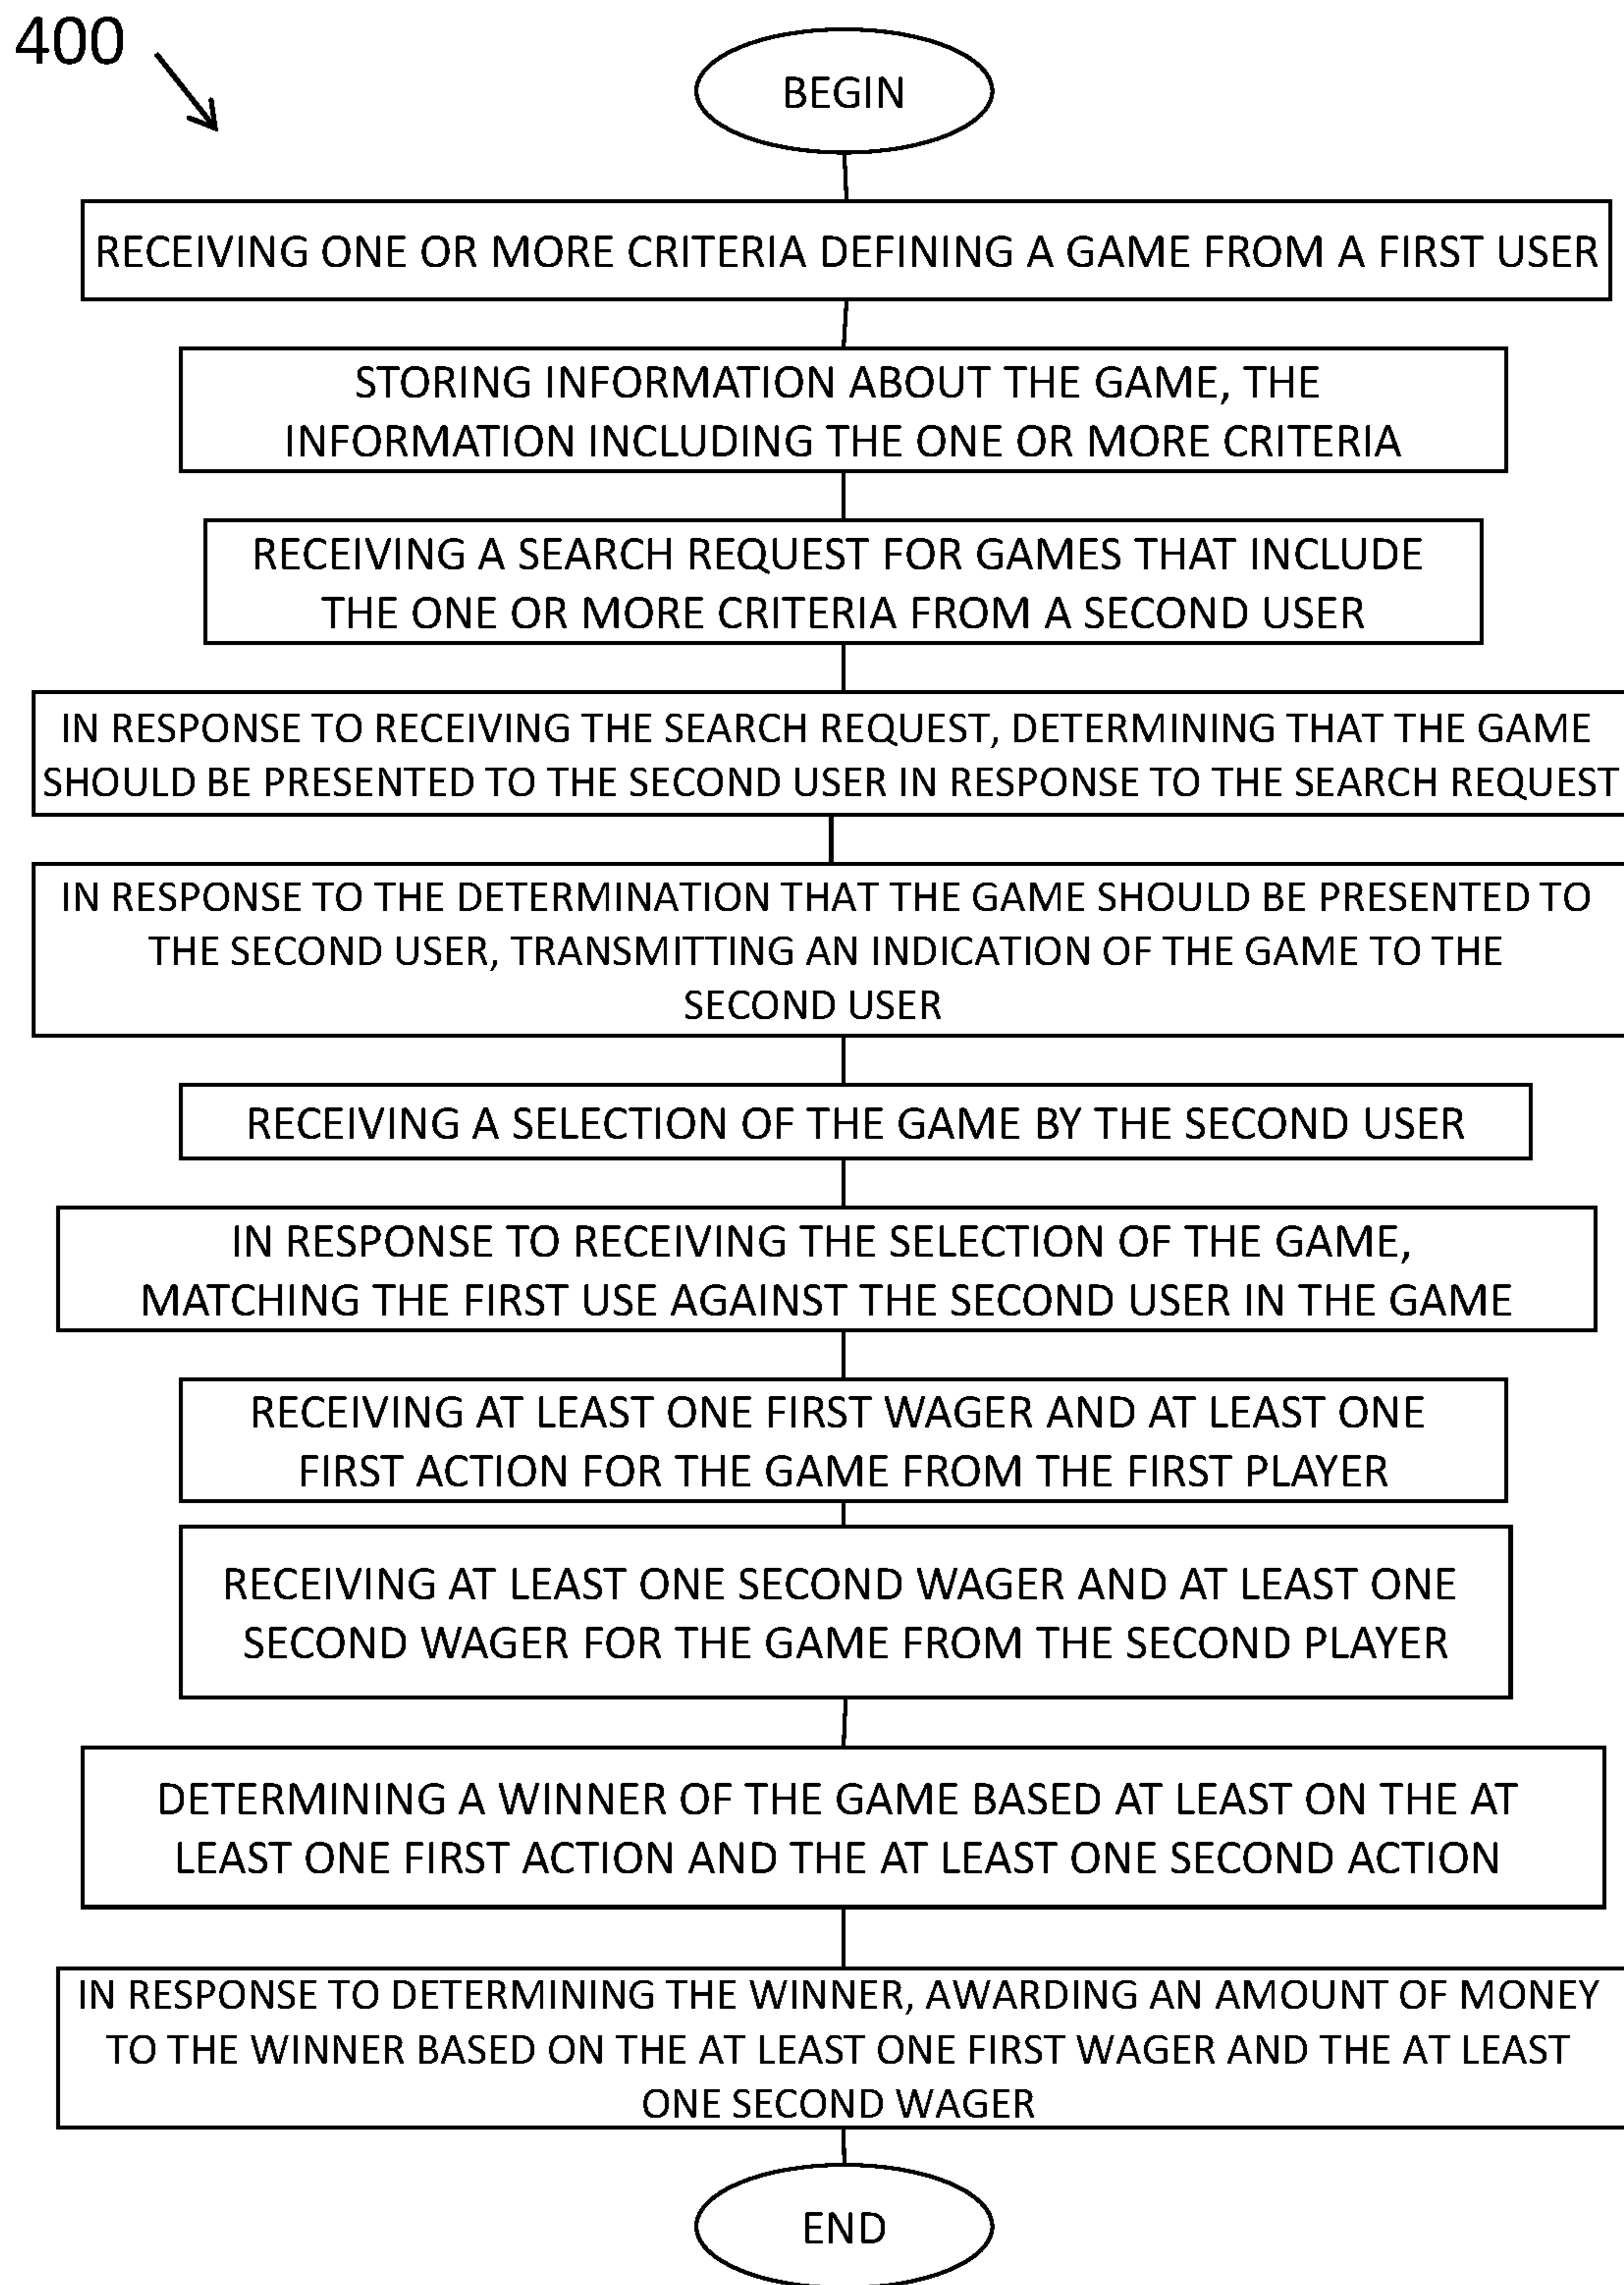 400
BEGIN
RECEIVING ONE OR MORE CRITERIA DEFINING A GAME FROM A FIRST USER
STORING INFORMATION ABOUT THE GAME, THE
INFORMATION INCLUDING THE ONE OR MORE CRITERIA
RECEIVING A SEARCH REQUEST FOR GAMES THAT INCLUDE
THE ONE OR MORE CRITERIA FROM A SECOND USER
IN RESPONSE TO RECEIVING THE SEARCH REQUEST, DETERMINING THAT THE GAME
SHOULD BE PRESENTED TO THE SECOND USER IN RESPONSE TO THE SEARCH REQUEST
IN RESPONSE TO THE DETERMINATION THAT THE GAME SHOULD BE PRESENTED TO
THE SECOND USER, TRANSMITTING AN INDICATION OF THE GAME TO THE
SECOND USER
RECEIVING A SELECTION OF THE GAME BY THE SECOND USER
IN RESPONSE TO RECEIVING THE SELECTION OF THE GAME,
MATCHING THE FIRST USE AGAINST THE SECOND USER IN THE GAME
RECEIVING AT LEAST ONE FIRST WAGER AND AT LEAST ONE
FIRST ACTION FOR THE GAME FROM THE FIRST PLAYER
RECEIVING AT LEAST ONE SECOND WAGER AND AT LEAST ONE
SECOND WAGER FOR THE GAME FROM THE SECOND PLAYER
DETERMINING A WINNER OF THE GAME BASED AT LEAST ON THE AT
LEAST ONE FIRST ACTION AND THE AT LEAST ONE SECOND ACTION
IN RESPONSE TO DETERMINING THE WINNER, AWARDING AN AMOUNT OF MONEY
TO THE WINNER BASED ON THE AT LEAST ONE FIRST WAGER AND THE AT LEAST
ONE SECOND WAGER
END